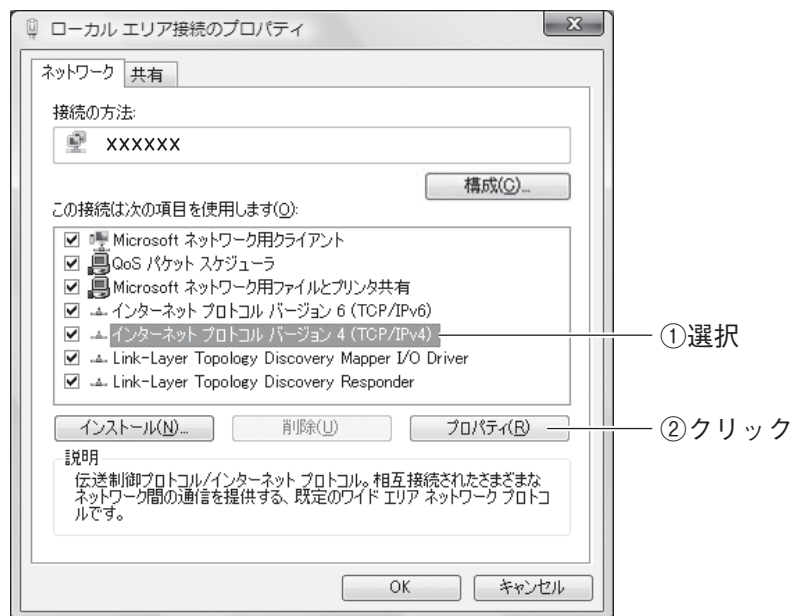 ローカル エリア接続のプロパティ
X
ネットワーク 共有
接続の方法:
XXXXXX
構成(C)...
この接続は次の項目を使用します(O):
Microsoft ネットワーク用クライアント
QoS パケット スケジューラ
Microsoft ネットワーク用ファイルとプリンタ共有
インターネット プロトコル バージョン 6 (TCP/IPv6)
インターネット プロトコル バージョン 4 (TCP/IPv4)
①選択
Link-Layer Topology Discovery Mapper I/O Driver
Link-Layer Topology Discovery Responder
インストール(N)... 削除(U) プロパティ(R)
②クリック
説明
伝送制御プロトコル/インターネット プロトコル。相互接続されたさまざまな
ネットワーク間の通信を提供する、既定のワイド エリア ネットワーク プロトコ
ルです。
OK キャンセル